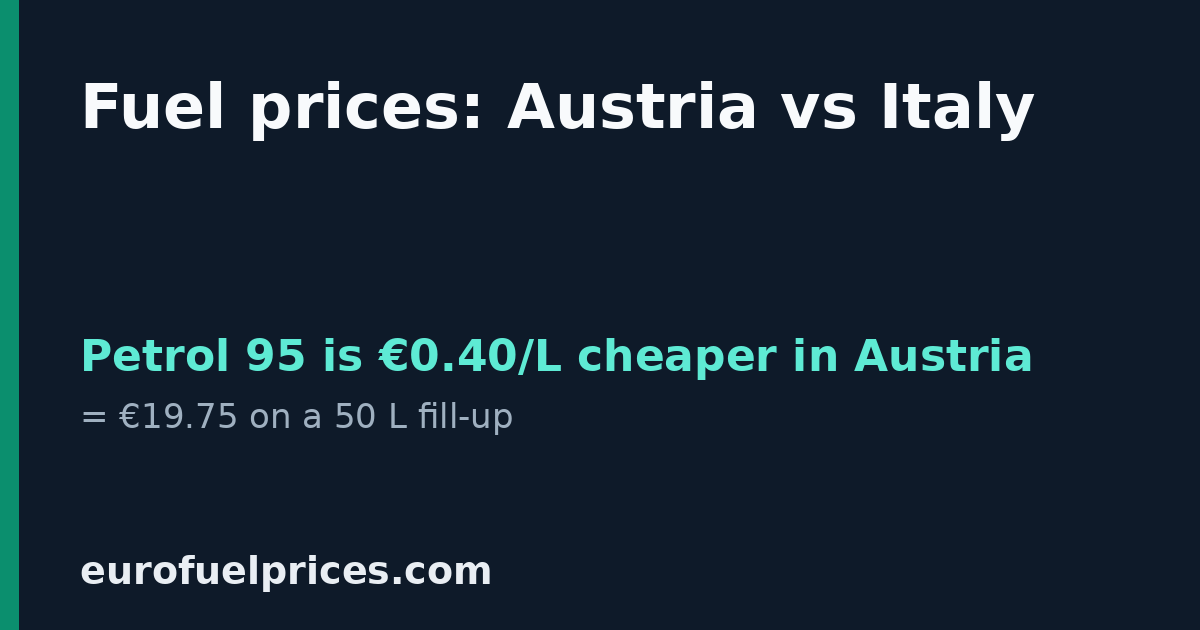 Fuel prices: Austria vs Italy
Petrol 95 is €0.40/L cheaper in Austria
= €19.75 on a 50 L fill-up
eurofuelprices.com